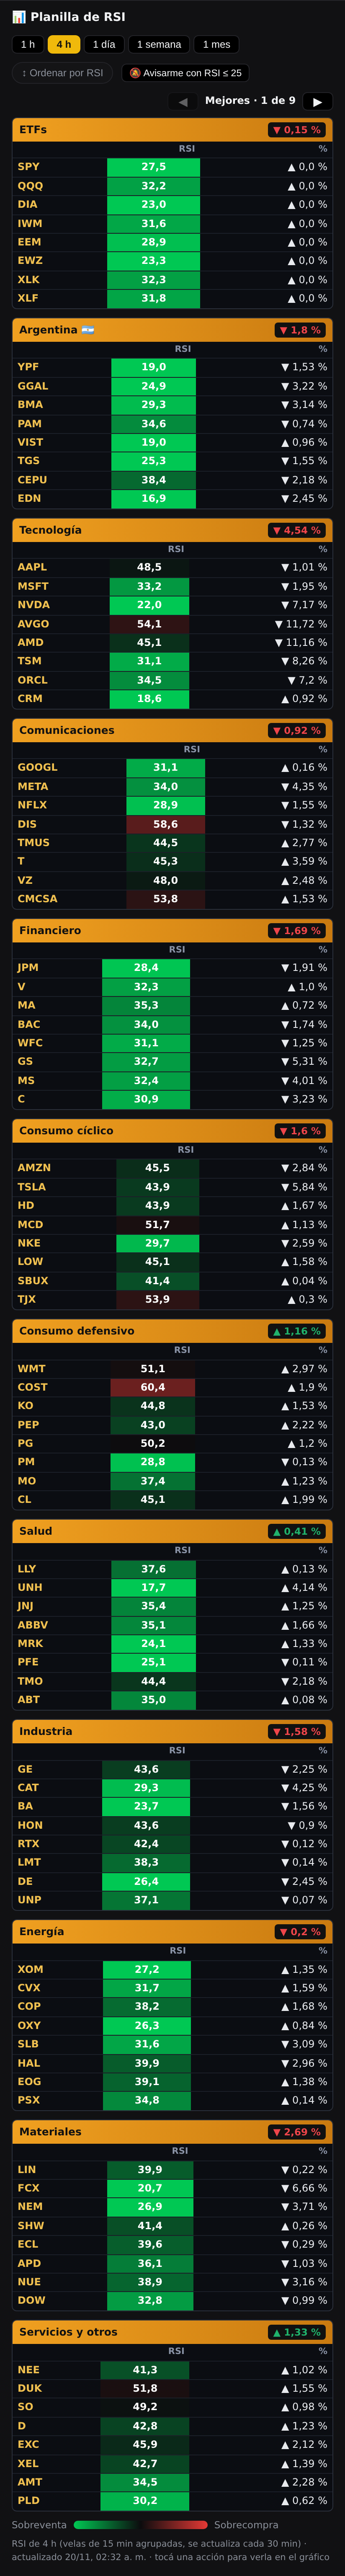 📊 Planilla de RSI
1 h 4 h 1 día 1 semana 1 mes
↕ Ordenar por RSI 🔕 Avisarme con RSI ≤ 25
◀ Mejores · 1 de 9 ▶
ETFs ▼ 0,15 %
RSI %
SPY 27,5 ▲ 0,0 %
QQQ 32,2 ▲ 0,0 %
DIA 23,0 ▲ 0,0 %
IWM 31,6 ▲ 0,0 %
EEM 28,9 ▲ 0,0 %
EWZ 23,3 ▲ 0,0 %
XLK 32,3 ▲ 0,0 %
XLF 31,8 ▲ 0,0 %
Argentina 🇦🇷 ▼ 1,8 %
RSI %
YPF 19,0 ▼ 1,53 %
GGAL 24,9 ▼ 3,22 %
BMA 29,3 ▼ 3,14 %
PAM 34,6 ▼ 0,74 %
VIST 19,0 ▲ 0,96 %
TGS 25,3 ▼ 1,55 %
CEPU 38,4 ▼ 2,18 %
EDN 16,9 ▼ 2,45 %
Tecnología ▼ 4,54 %
RSI %
AAPL 48,5 ▼ 1,01 %
MSFT 33,2 ▼ 1,95 %
NVDA 22,0 ▼ 7,17 %
AVGO 54,1 ▼ 11,72 %
AMD 45,1 ▼ 11,16 %
TSM 31,1 ▼ 8,26 %
ORCL 34,5 ▼ 7,2 %
CRM 18,6 ▲ 0,92 %
Comunicaciones ▼ 0,92 %
RSI %
GOOGL 31,1 ▲ 0,16 %
META 34,0 ▼ 4,35 %
NFLX 28,9 ▼ 1,55 %
DIS 58,6 ▼ 1,32 %
TMUS 44,5 ▲ 2,77 %
T 45,3 ▲ 3,59 %
VZ 48,0 ▲ 2,48 %
CMCSA 53,8 ▲ 1,53 %
Financiero ▼ 1,69 %
RSI %
JPM 28,4 ▼ 1,91 %
V 32,3 ▲ 1,0 %
MA 35,3 ▲ 0,72 %
BAC 34,0 ▼ 1,74 %
WFC 31,1 ▼ 1,25 %
GS 32,7 ▼ 5,31 %
MS 32,4 ▼ 4,01 %
C 30,9 ▼ 3,23 %
Consumo cíclico ▼ 1,6 %
RSI %
AMZN 45,5 ▼ 2,84 %
TSLA 43,9 ▼ 5,84 %
HD 43,9 ▲ 1,67 %
MCD 51,7 ▲ 1,13 %
NKE 29,7 ▼ 2,59 %
LOW 45,1 ▲ 1,58 %
SBUX 41,4 ▲ 0,04 %
TJX 53,9 ▲ 0,3 %
Consumo defensivo ▲ 1,16 %
RSI %
WMT 51,1 ▲ 2,97 %
COST 60,4 ▲ 1,9 %
KO 44,8 ▲ 1,53 %
PEP 43,0 ▲ 2,22 %
PG 50,2 ▲ 1,2 %
PM 28,8 ▼ 0,13 %
MO 37,4 ▲ 1,23 %
CL 45,1 ▲ 1,99 %
Salud ▲ 0,41 %
RSI %
LLY 37,6 ▲ 0,13 %
UNH 17,7 ▲ 4,14 %
JNJ 35,4 ▲ 1,25 %
ABBV 35,1 ▲ 1,66 %
MRK 24,1 ▲ 1,33 %
PFE 25,1 ▼ 0,11 %
TMO 44,4 ▼ 2,18 %
ABT 35,0 ▲ 0,08 %
Industria ▼ 1,58 %
RSI %
GE 43,6 ▼ 2,25 %
CAT 29,3 ▼ 4,25 %
BA 23,7 ▼ 1,56 %
HON 43,6 ▼ 0,9 %
RTX 42,4 ▼ 0,12 %
LMT 38,3 ▼ 0,14 %
DE 26,4 ▼ 2,45 %
UNP 37,1 ▼ 0,07 %
Energía ▼ 0,2 %
RSI %
XOM 27,2 ▲ 1,35 %
CVX 31,7 ▲ 1,59 %
COP 38,2 ▲ 1,68 %
OXY 26,3 ▲ 0,84 %
SLB 31,6 ▼ 3,09 %
HAL 39,9 ▼ 2,96 %
EOG 39,1 ▲ 1,38 %
PSX 34,8 ▲ 0,14 %
Materiales ▼ 2,69 %
RSI %
LIN 39,9 ▼ 0,22 %
FCX 20,7 ▼ 6,66 %
NEM 26,9 ▼ 3,71 %
SHW 41,4 ▲ 0,26 %
ECL 39,6 ▼ 0,29 %
APD 36,1 ▼ 1,03 %
NUE 38,9 ▼ 3,16 %
DOW 32,8 ▼ 0,99 %
Servicios y otros ▲ 1,33 %
RSI %
NEE 41,3 ▲ 1,02 %
DUK 51,8 ▲ 1,55 %
SO 49,2 ▲ 0,98 %
D 42,8 ▲ 1,23 %
EXC 45,9 ▲ 2,12 %
XEL 42,7 ▲ 1,39 %
AMT 34,5 ▲ 2,28 %
PLD 30,2 ▲ 0,62 %
Sobreventa Sobrecompra
RSI de 4 h (velas de 15 min agrupadas, se actualiza cada 30 min) ·
actualizado 20/11, 02:32 a. m. · tocá una acción para verla en el gráfico